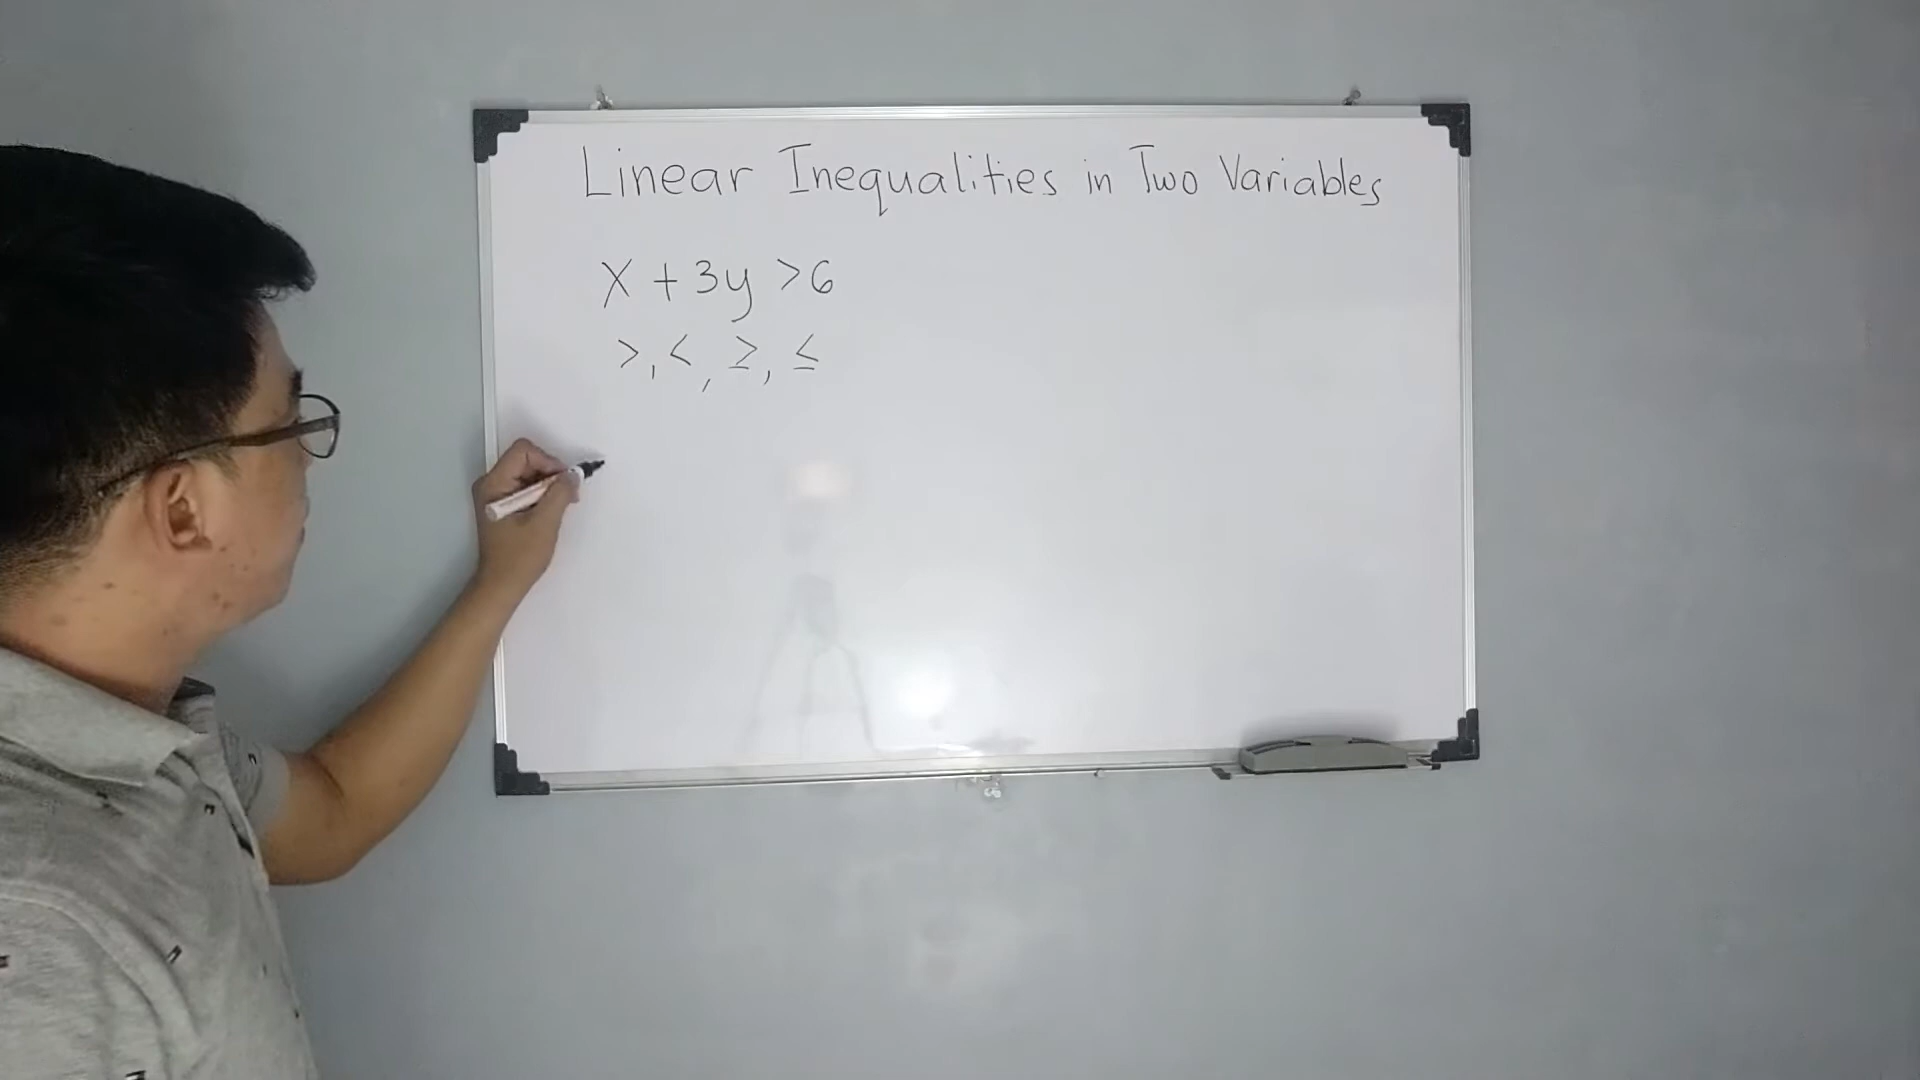 Linear Inequalities in Two Variables
x + 3y > 6
>, <, ≥, ≤